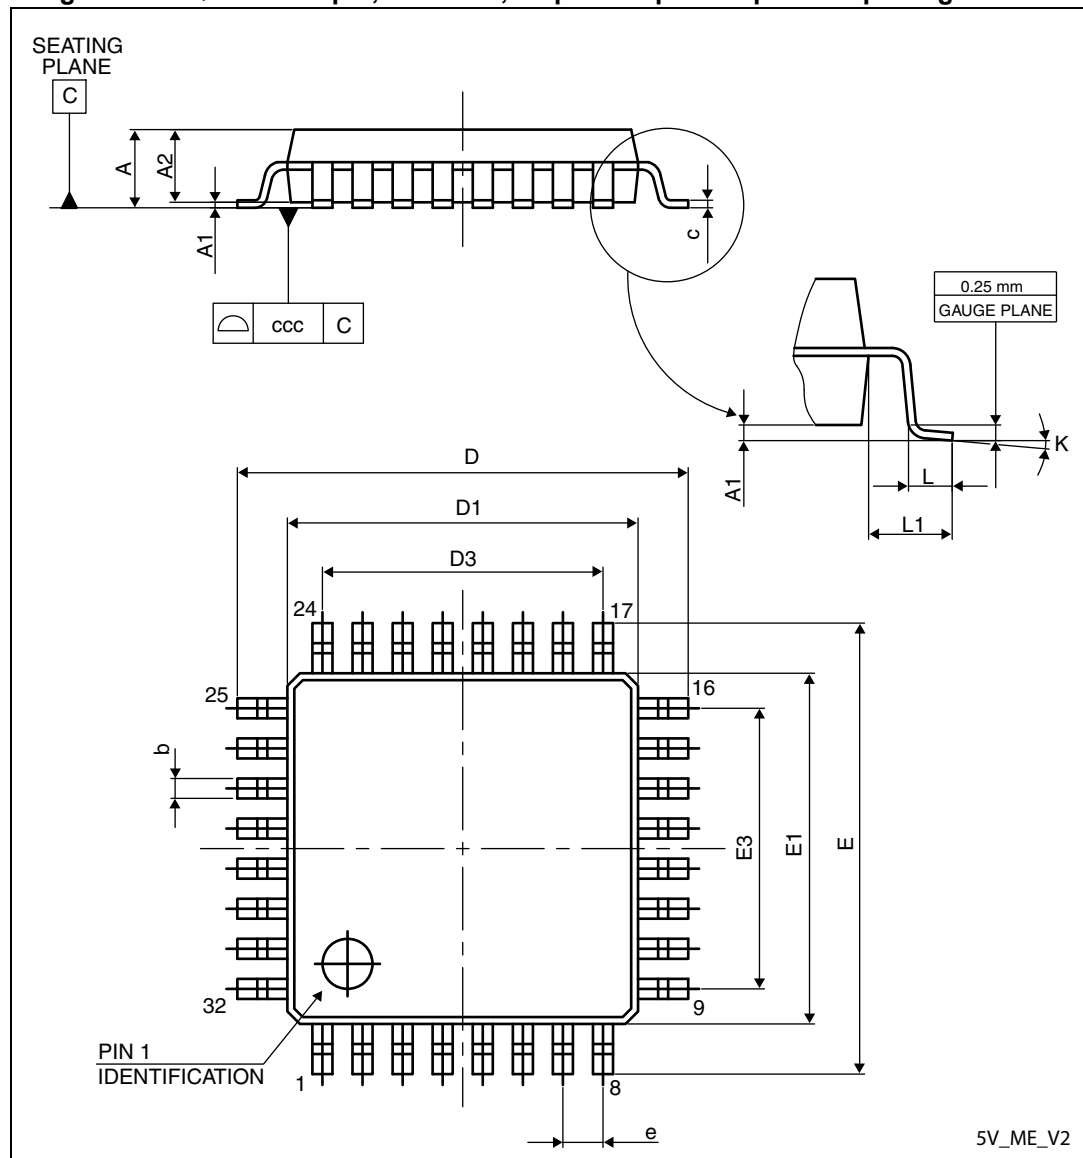 SEATING
PLANE
C
A
A2
A1
c
ccc
C
0.25 mm
GAUGE PLANE
K
A1
L
L1
D
D1
D3
24
17
25
16
b
E3
E1
E
32
9
PIN 1
IDENTIFICATION
1
8
e
5V_ME_V2